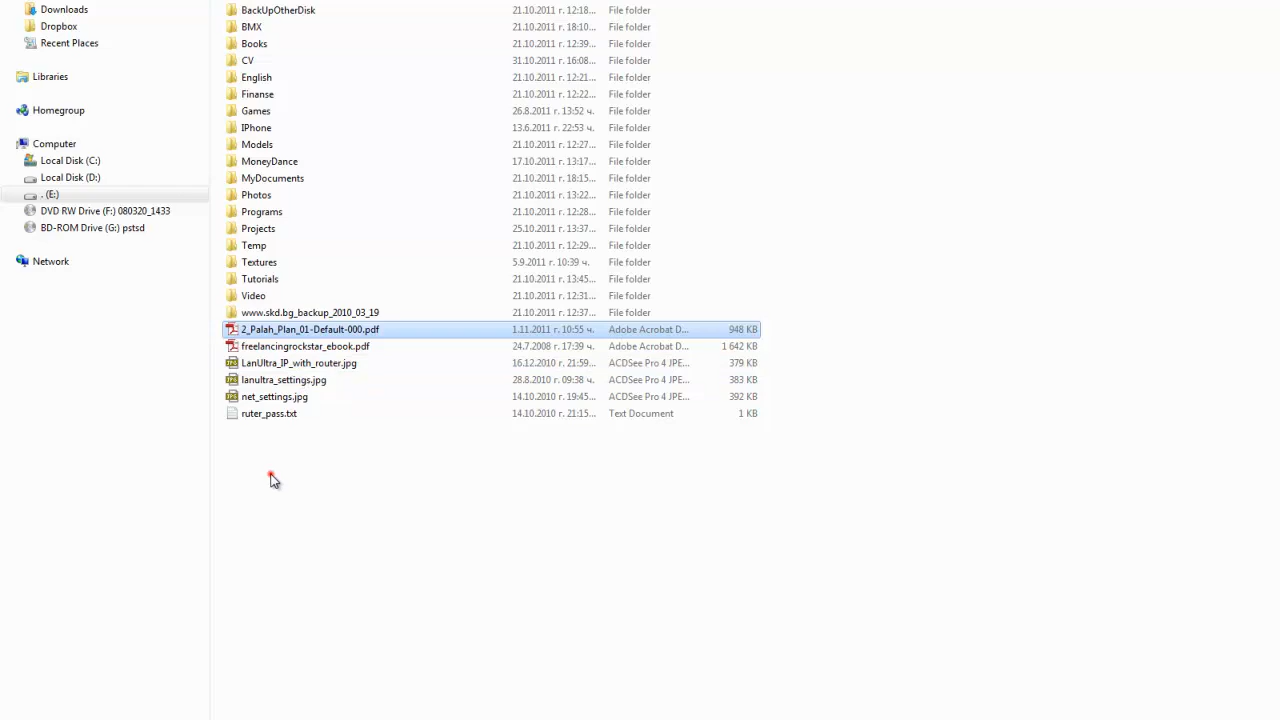 Downloads
Dropbox
Recent Places
Libraries
Homegroup
Computer
Local Disk (C:)
Local Disk (D:)
. (E:)
DVD RW Drive (F:) 080320_1433
BD-ROM Drive (G:) pstsd
Network
BackUpOtherDisk 21.10.2011 г. 12:18... File folder
BMX 21.10.2011 г. 18:10... File folder
Books 21.10.2011 г. 12:39... File folder
CV 31.10.2011 г. 16:08... File folder
English 21.10.2011 г. 12:21... File folder
Finanse 21.10.2011 г. 12:22... File folder
Games 26.8.2011 г. 13:52 ч. File folder
IPhone 13.6.2011 г. 22:53 ч. File folder
Models 21.10.2011 г. 12:27... File folder
MoneyDance 17.10.2011 г. 13:17... File folder
MyDocuments 21.10.2011 г. 18:15... File folder
Photos 21.10.2011 г. 13:22... File folder
Programs 21.10.2011 г. 12:28... File folder
Projects 25.10.2011 г. 13:37... File folder
Temp 21.10.2011 г. 12:29... File folder
Textures 5.9.2011 г. 10:39 ч. File folder
Tutorials 21.10.2011 г. 13:45... File folder
Video 21.10.2011 г. 12:31... File folder
www.skd.bg_backup_2010_03_19 21.10.2011 г. 12:37... File folder
2_Palah_Plan_01-Default-000.pdf 1.11.2011 г. 10:55 ч. Adobe Acrobat D... 948 KB
freelancingrockstar_ebook.pdf 24.7.2008 г. 17:39 ч. Adobe Acrobat D... 1 642 KB
LanUltra_IP_with_router.jpg 16.12.2010 г. 21:59... ACDSee Pro 4 JPE... 379 KB
lanultra_settings.jpg 28.8.2010 г. 09:38 ч. ACDSee Pro 4 JPE... 383 KB
net_settings.jpg 14.10.2010 г. 19:45... ACDSee Pro 4 JPE... 392 KB
ruter_pass.txt 14.10.2010 г. 21:15... Text Document 1 KB